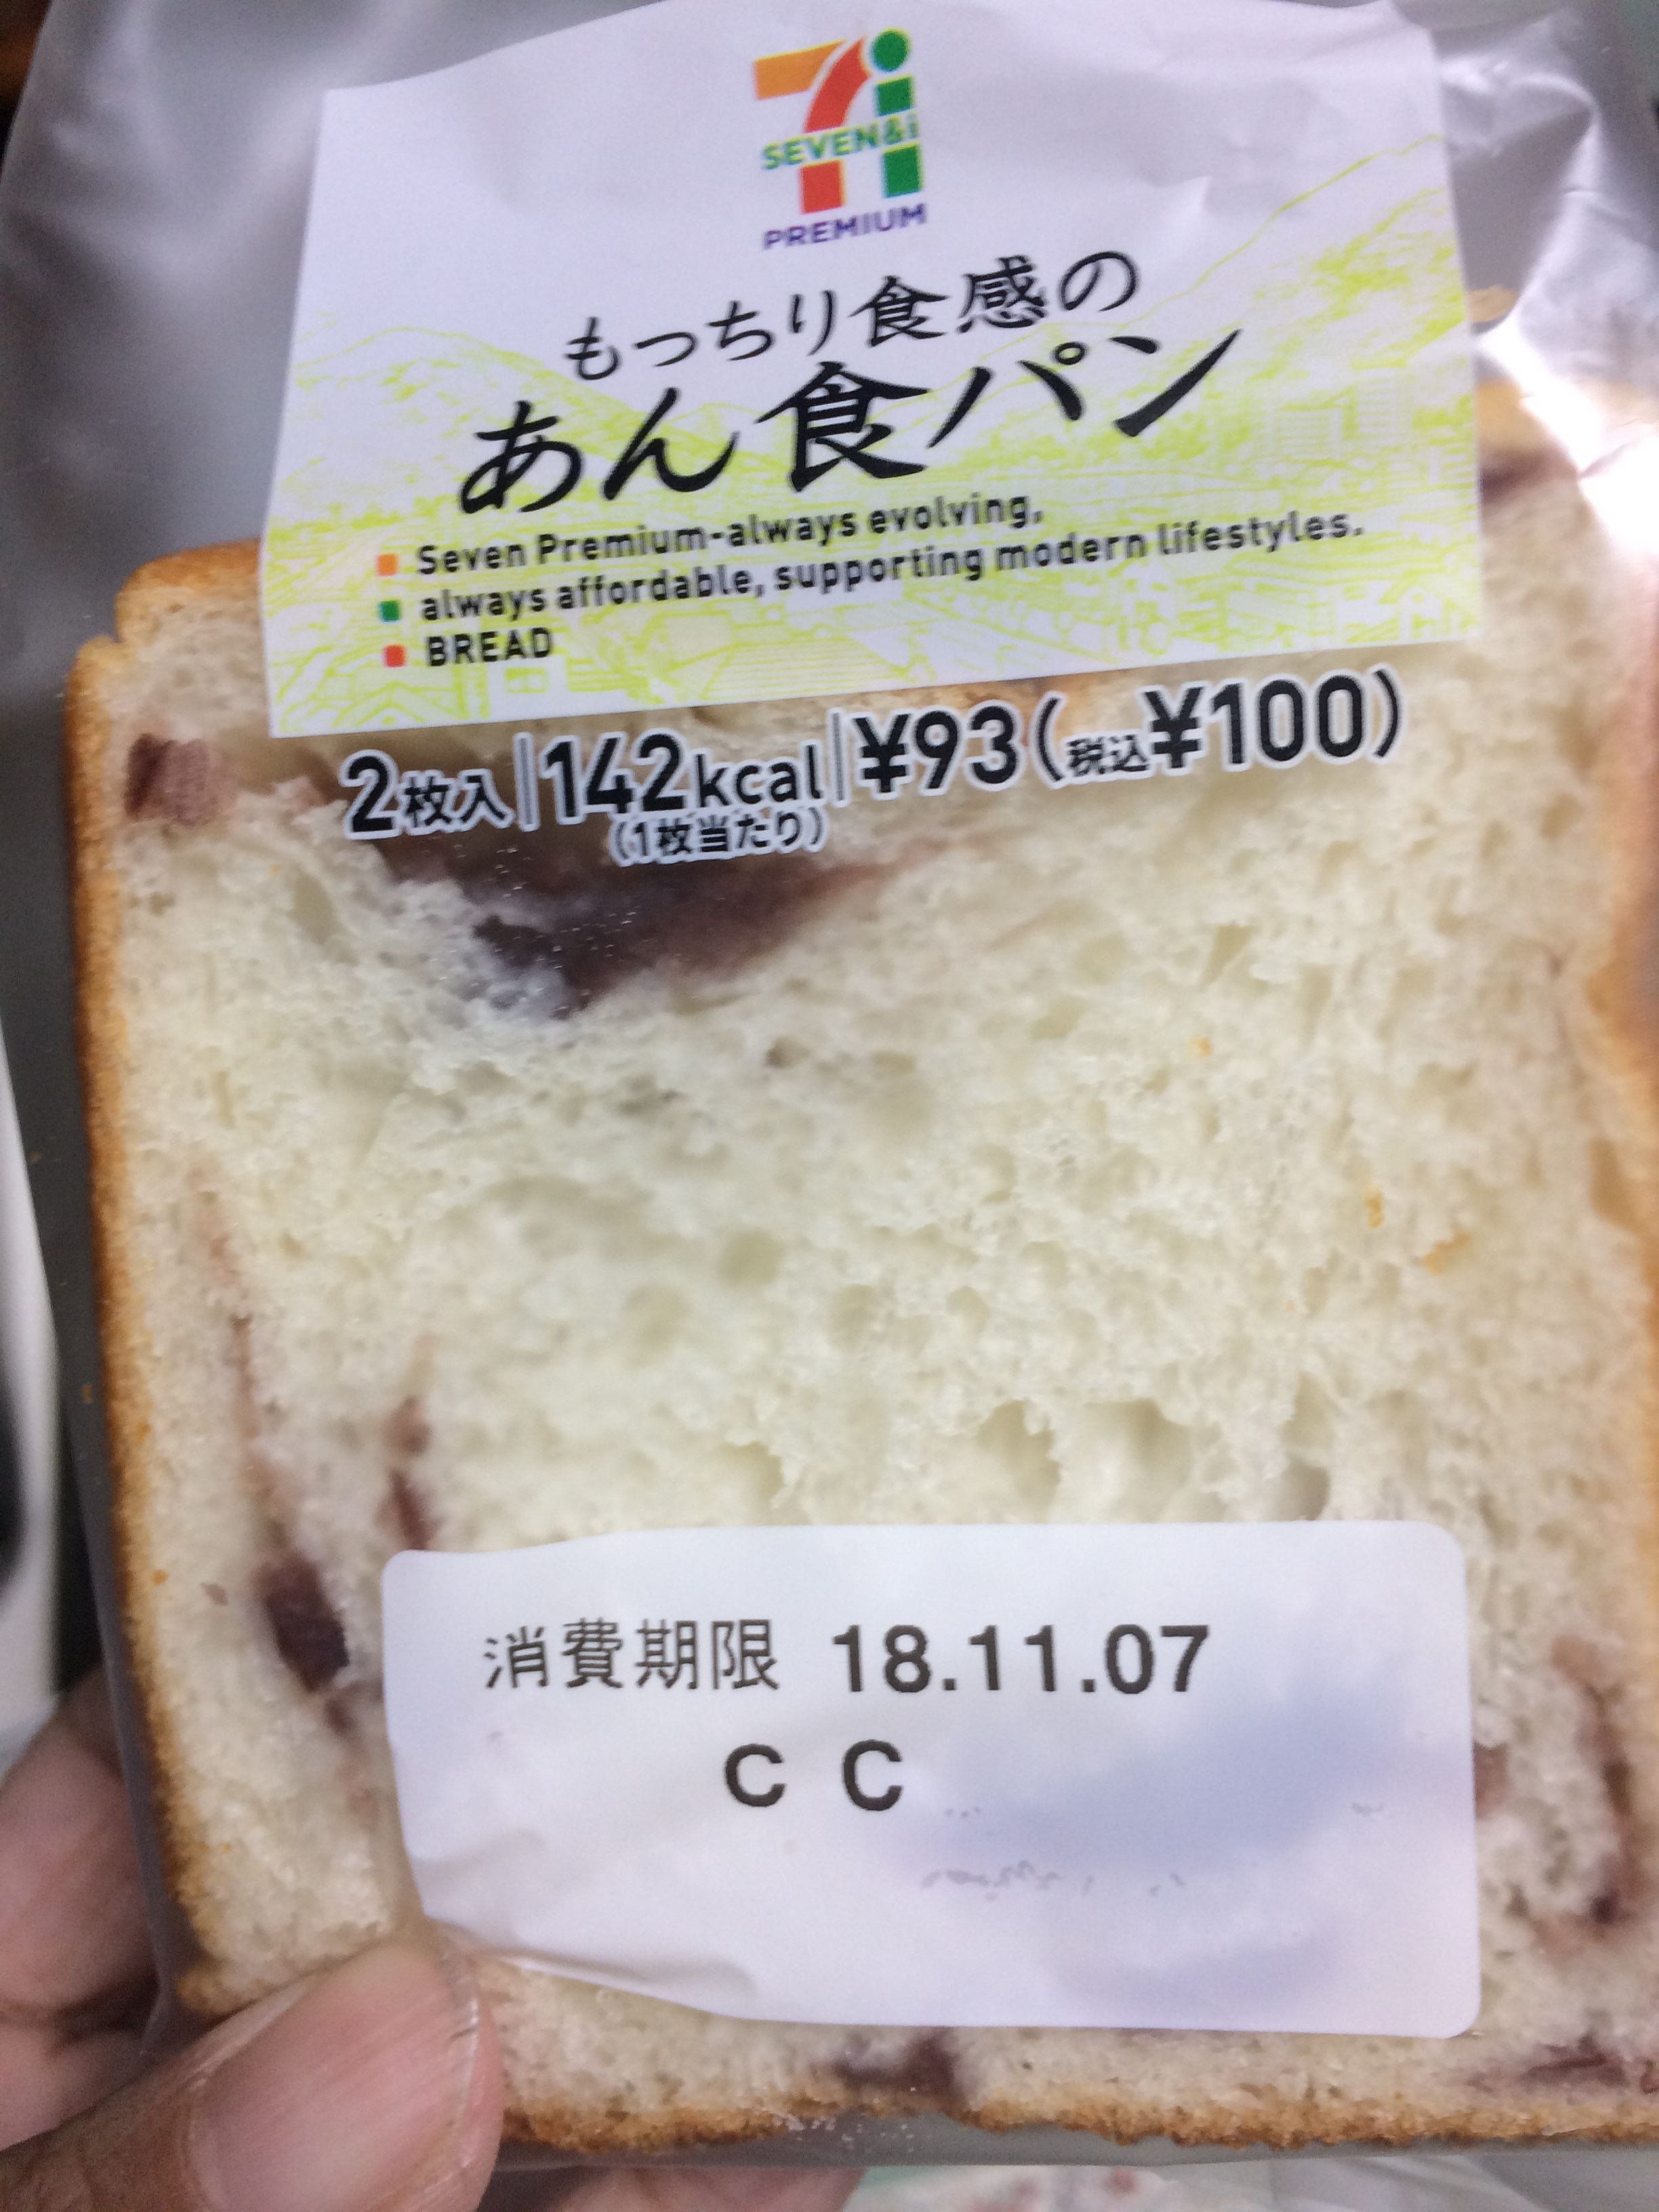 SEVEN&i
PREMIUM
もっちり食感の
あん食パン
Seven Premium-always evolving,
always affordable, supporting modern lifestyles.
BREAD
2枚入|142kcal|¥93(税込¥100)
(1枚当たり)
消費期限 18.11.07
C C